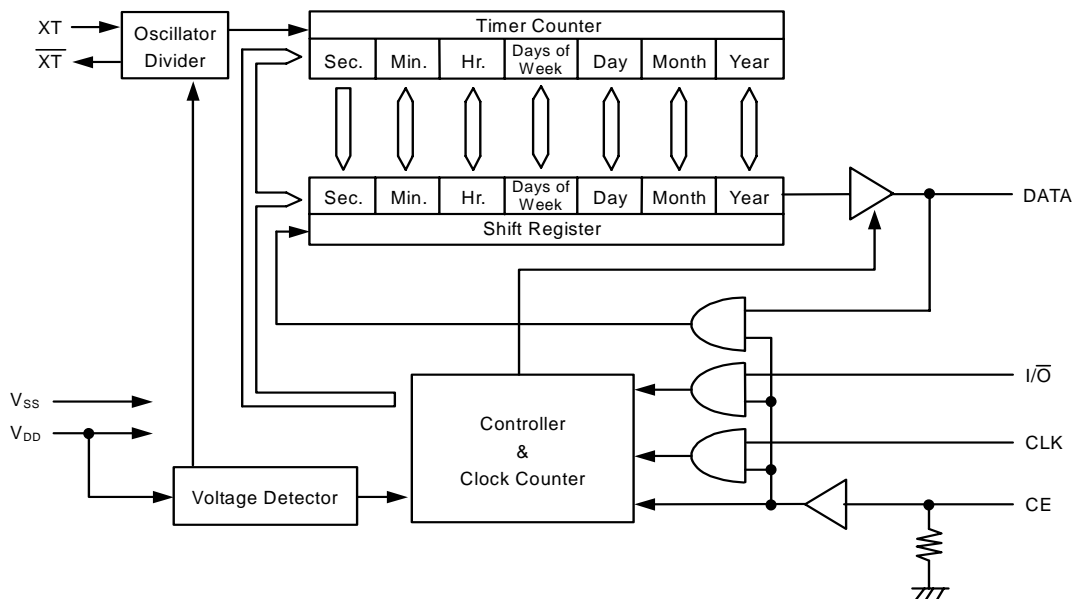 XT
X̅T̅
Oscillator
Divider
Timer Counter
Sec. Min. Hr. Days of Week Day Month Year
Sec. Min. Hr. Days of Week Day Month Year
Shift Register
DATA
I/O̅
CLK
CE
VSS
VDD
Voltage Detector
Controller
&
Clock Counter